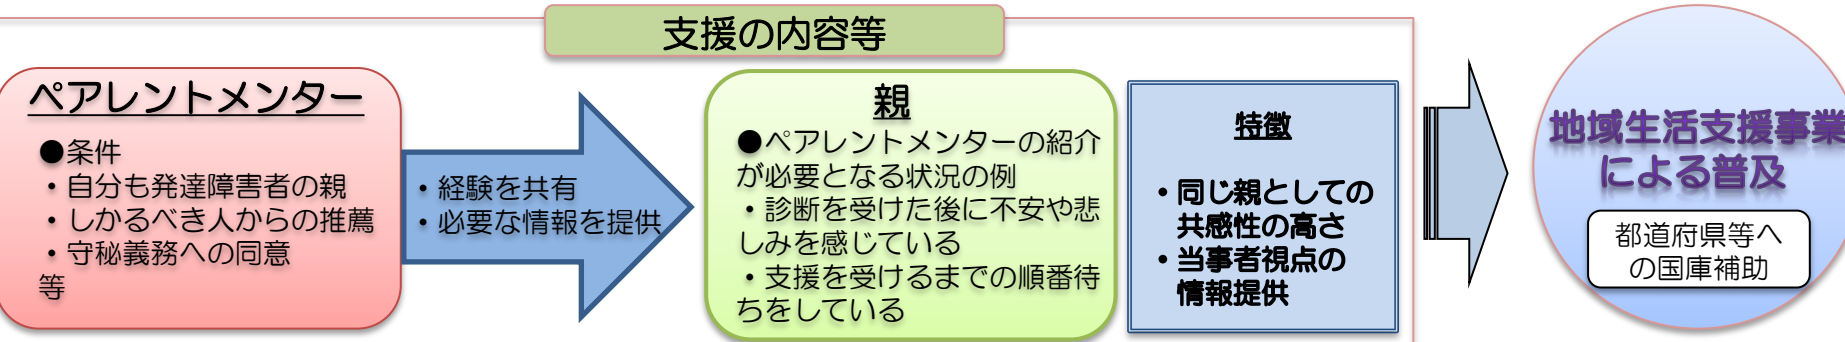 支援の内容等
ペアレントメンター
●条件
・自分も発達障害者の親
・しかるべき人からの推薦
・守秘義務への同意
等
・経験を共有
・必要な情報を提供
親
●ペアレントメンターの紹介
が必要となる状況の例
・診断を受けた後に不安や悲
しみを感じている
・支援を受けるまでの順番待
ちをしている
特徴
・同じ親としての
共感性の高さ
・当事者視点の
情報提供
地域生活支援事業
による普及
都道府県等へ
の国庫補助